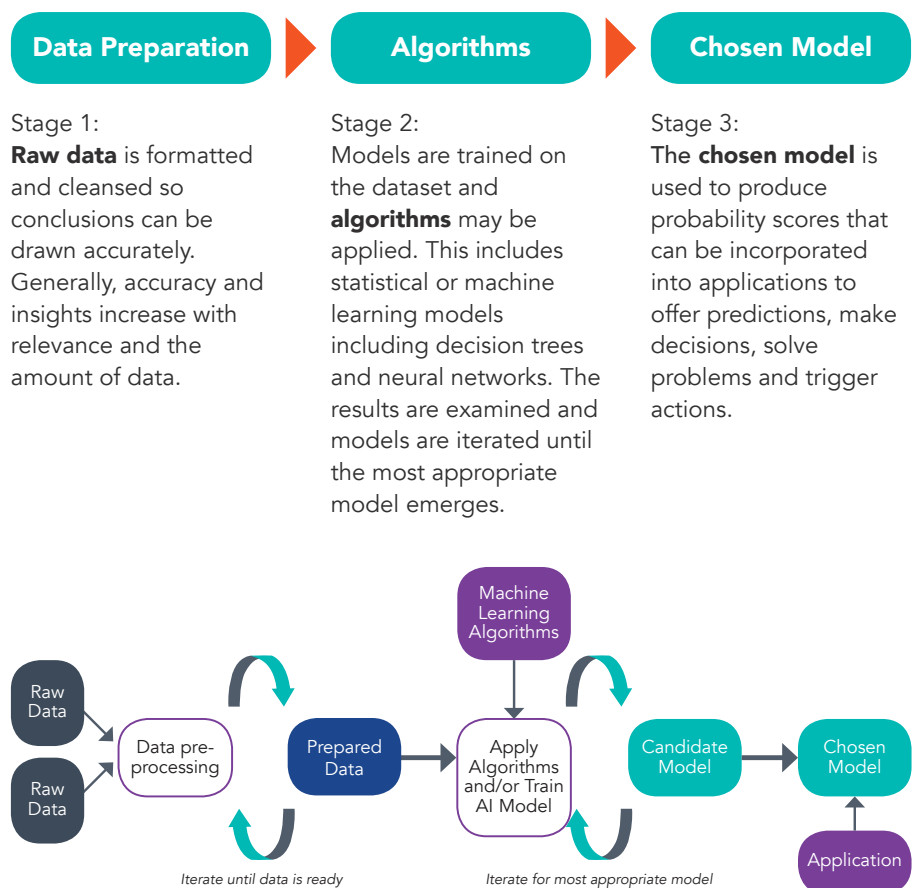 Data Preparation
Algorithms
Chosen Model
Stage 1:
Raw data is formatted
and cleansed so
conclusions can be
drawn accurately.
Generally, accuracy and
insights increase with
relevance and the
amount of data.
Stage 2:
Models are trained on
the dataset and
algorithms may be
applied. This includes
statistical or machine
learning models
including decision trees
and neural networks. The
results are examined and
models are iterated until
the most appropriate
model emerges.
Stage 3:
The chosen model is
used to produce
probability scores that
can be incorporated
into applications to
offer predictions, make
decisions, solve
problems and trigger
actions.
Machine
Learning
Algorithms
Raw
Data
Raw
Data
Data pre-
processing
Prepared
Data
Apply
Algorithms
and/or Train
AI Model
Candidate
Model
Chosen
Model
Application
Iterate until data is ready
Iterate for most appropriate model